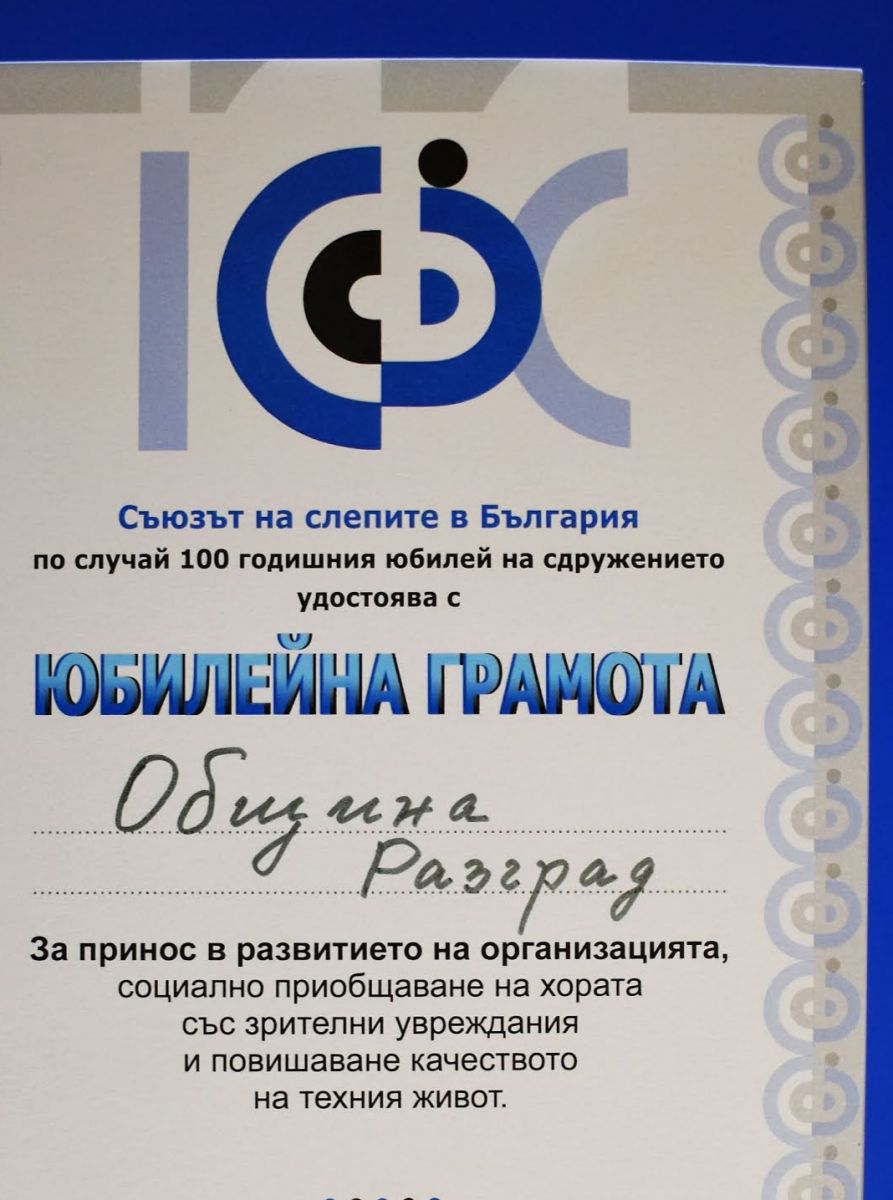 Съюзът на слепите в България
по случай 100 годишния юбилей на сдружението
удостоява с
ЮБИЛЕЙНА ГРАМОТА
Община
Разград
За принос в развитието на организацията,
социално приобщаване на хората
със зрителни увреждания
и повишаване качеството
на техния живот.